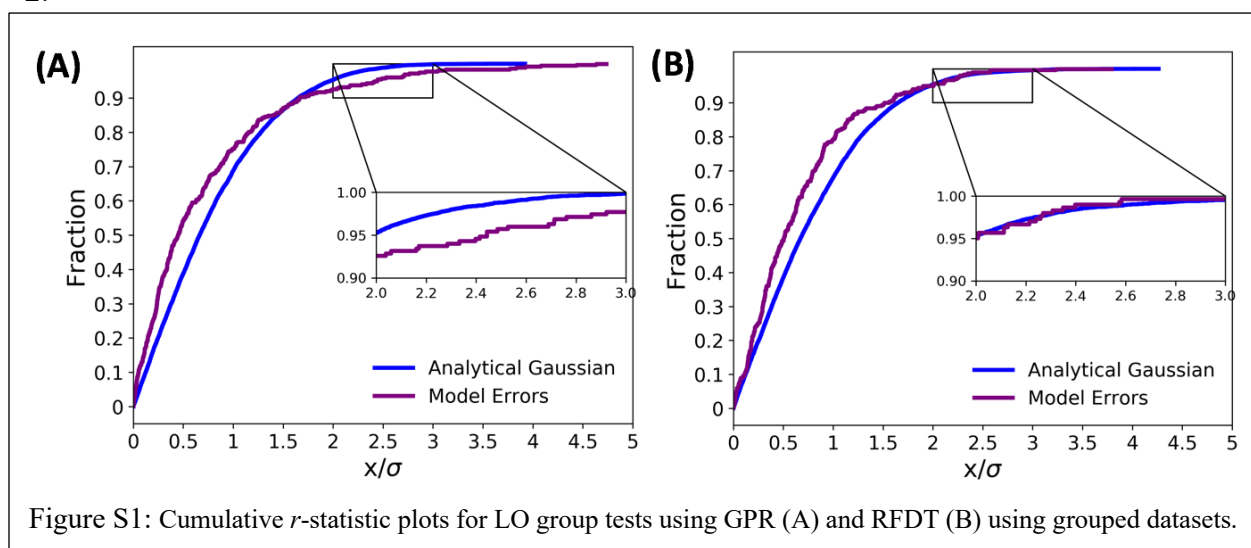 (A)
Fraction
0.9
0.8
0.7
0.6
0.5
0.4
0.3
0.2
0.1
0
1.00
0.95
0.90
2.0 2.2 2.4 2.6 2.8 3.0
Analytical Gaussian
Model Errors
0 0.5 1 1.5 2 2.5 3 3.5 4 4.5 5
x/σ
(B)
Fraction
0.9
0.8
0.7
0.6
0.5
0.4
0.3
0.2
0.1
0
1.00
0.95
0.90
2.0 2.2 2.4 2.6 2.8 3.0
Analytical Gaussian
Model Errors
0 0.5 1 1.5 2 2.5 3 3.5 4 4.5 5
x/σ
Figure S1: Cumulative r-statistic plots for LO group tests using GPR (A) and RFDT (B) using grouped datasets.